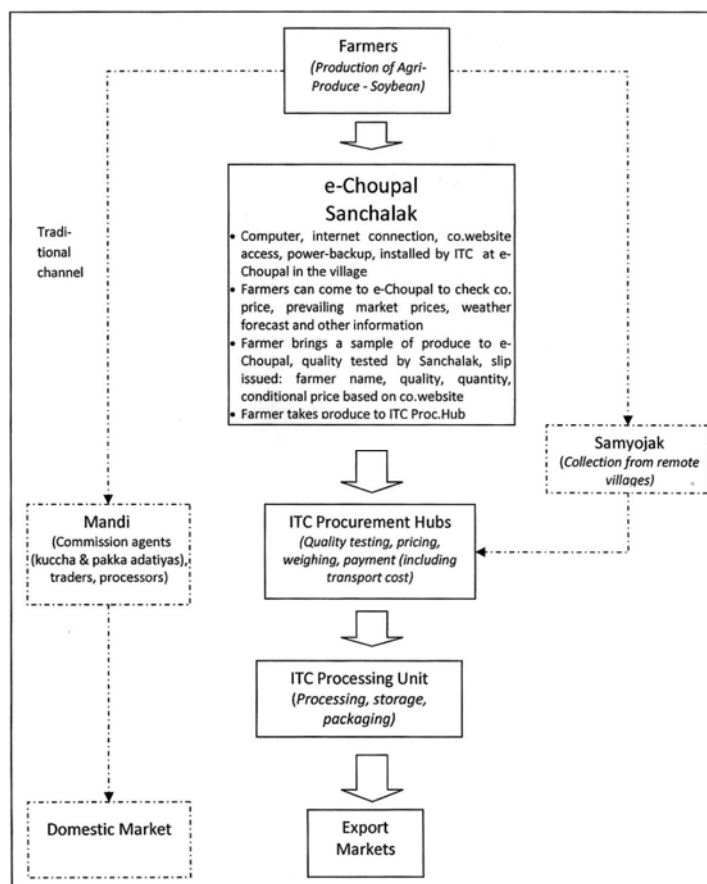 Farmers
(Production of Agri-
Produce - Soybean)
e-Choupal
Sanchalak
• Computer, internet connection, co.website
access, power-backup, installed by ITC at e-
Choupal in the village
• Farmers can come to e-Choupal to check co.
price, prevailing market prices, weather
forecast and other information
• Farmer brings a sample of produce to e-
Choupal, quality tested by Sanchalak, slip
issued: farmer name, quality, quantity,
conditional price based on co.website
• Farmer takes produce to ITC Proc.Hub
Tradi-
tional
channel
Samyojak
(Collection from remote
villages)
Mandi
(Commission agents
(kuccha & pakka adatiyas),
traders, processors)
ITC Procurement Hubs
(Quality testing, pricing,
weighing, payment (including
transport cost)
ITC Processing Unit
(Processing, storage,
packaging)
Domestic Market
Export
Markets